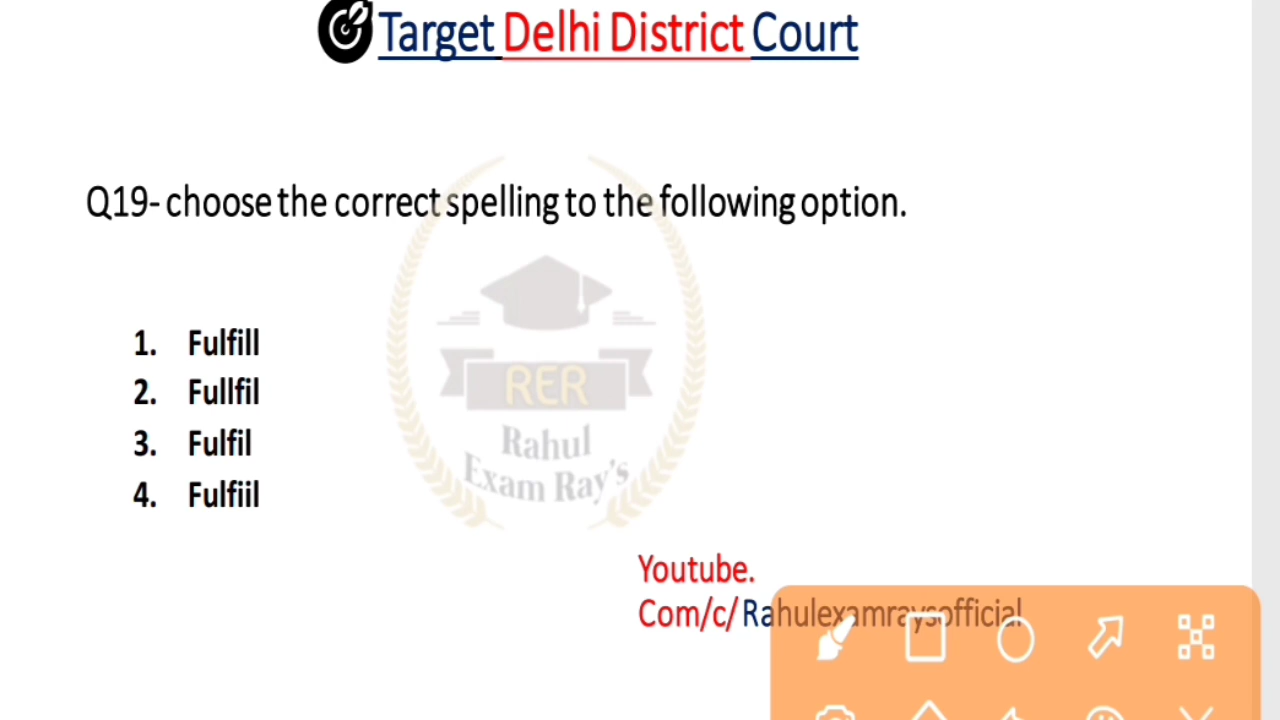 Target Delhi District Court
Q19- choose the correct spelling to the following option.
1. Fulfill
2. Fullfil
3. Fulfil
4. Fulfiil
RER
Rahul
Exam Ray's
Youtube.
Com/c/Rahulexamraysofficial